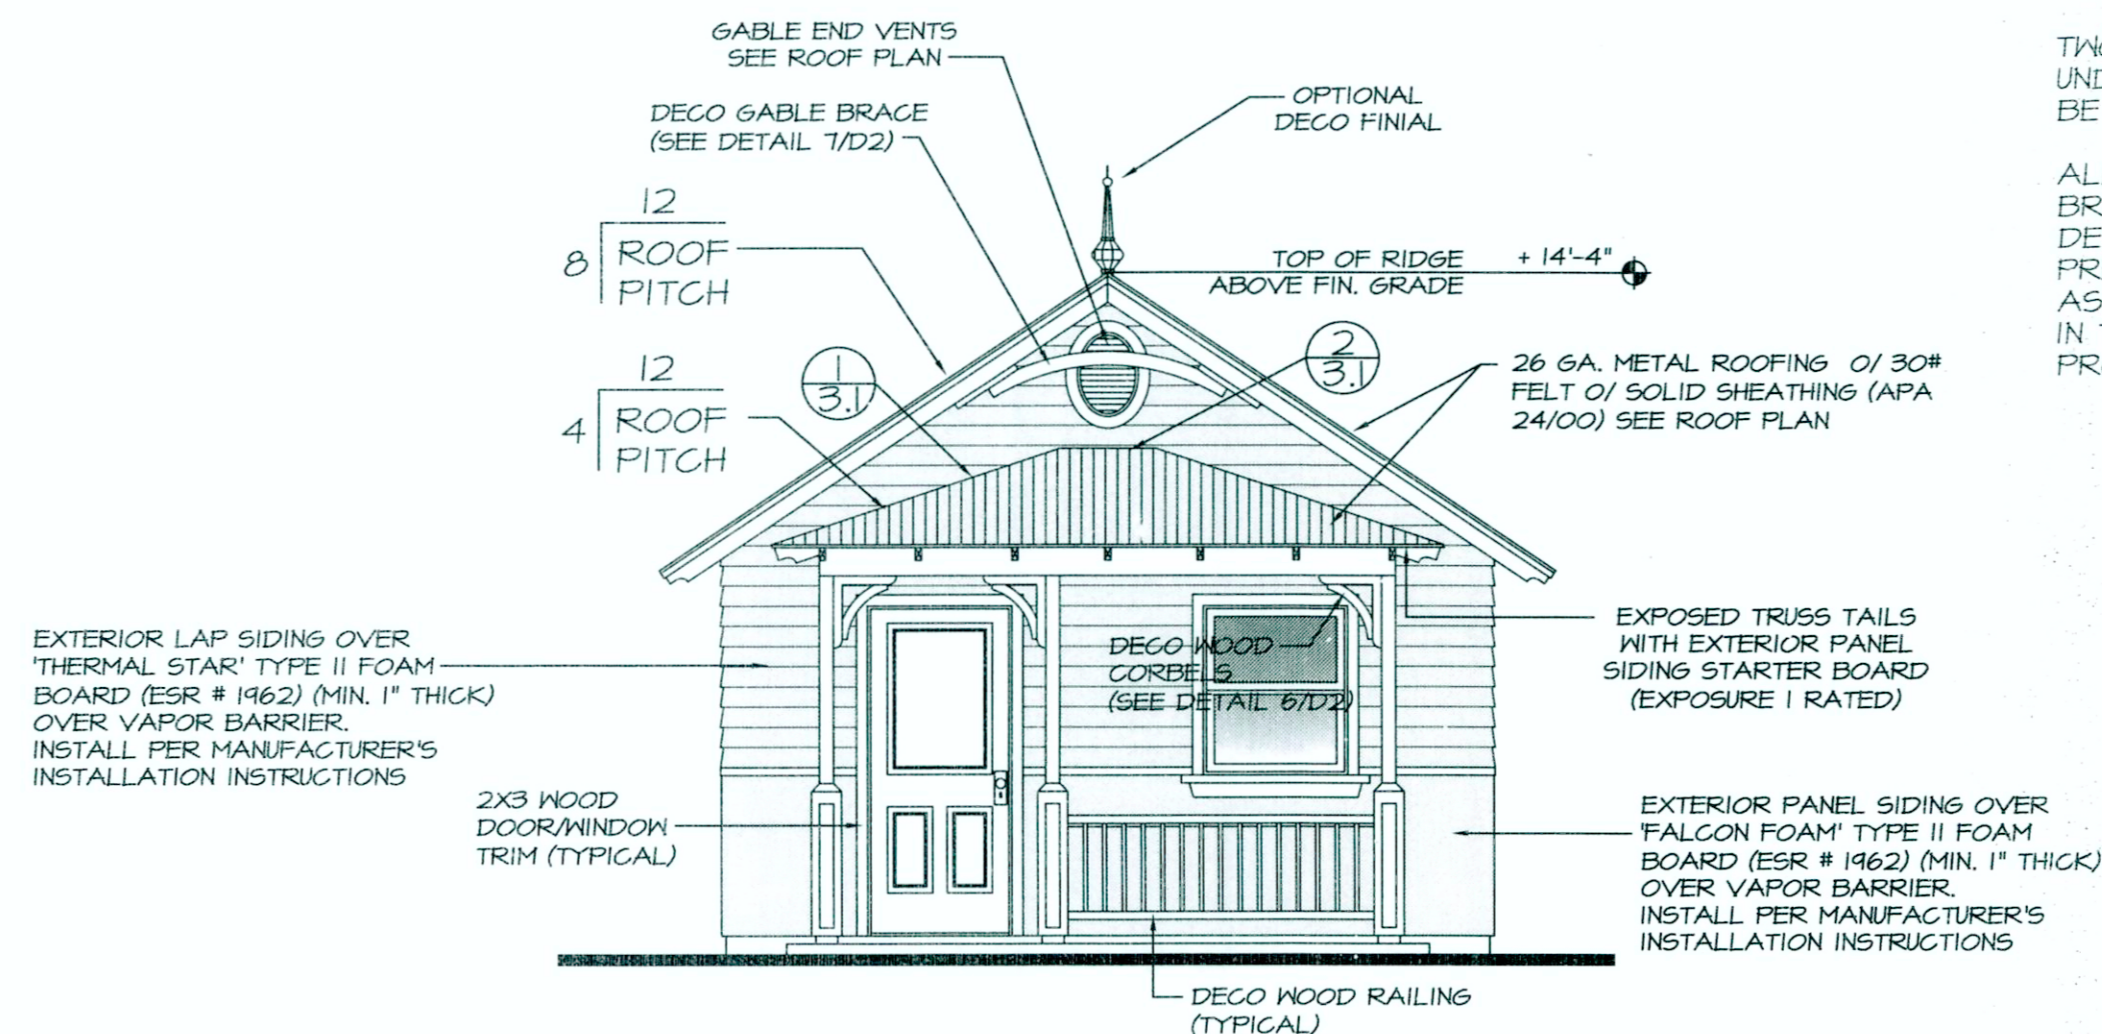 GABLE END VENTS
SEE ROOF PLAN
DECO GABLE BRACE
(SEE DETAIL 7/D2)
OPTIONAL
DECO FINIAL
12
8 ROOF
PITCH
TOP OF RIDGE + 14'-4"
ABOVE FIN. GRADE
12
4 ROOF
PITCH
1
3.1
2
3.1
26 GA. METAL ROOFING O/ 30#
FELT O/ SOLID SHEATHING (APA
24/00) SEE ROOF PLAN
EXTERIOR LAP SIDING OVER
'THERMAL STAR' TYPE II FOAM
BOARD (ESR # 1962) (MIN. 1" THICK)
OVER VAPOR BARRIER.
INSTALL PER MANUFACTURER'S
INSTALLATION INSTRUCTIONS
DECO WOOD
CORBELS
(SEE DETAIL 6/D2)
EXPOSED TRUSS TAILS
WITH EXTERIOR PANEL
SIDING STARTER BOARD
(EXPOSURE 1 RATED)
2X3 WOOD
DOOR/WINDOW
TRIM (TYPICAL)
EXTERIOR PANEL SIDING OVER
'FALCON FOAM' TYPE II FOAM
BOARD (ESR # 1962) (MIN. 1" THICK)
OVER VAPOR BARRIER.
INSTALL PER MANUFACTURER'S
INSTALLATION INSTRUCTIONS
DECO WOOD RAILING
(TYPICAL)
BE
IN